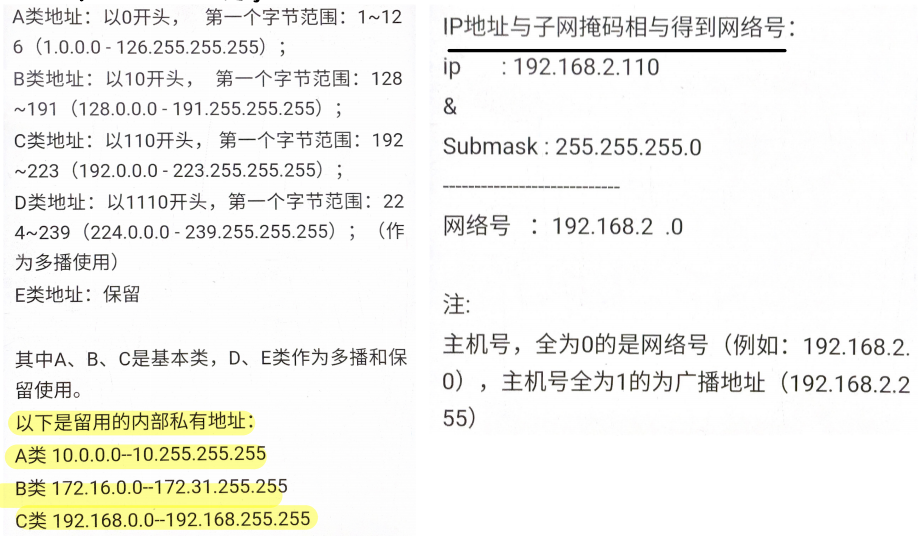 A类地址：以0开头， 第一个字节范围：1~12
6（1.0.0.0 - 126.255.255.255）；
B类地址：以10开头， 第一个字节范围：128
~191（128.0.0.0 - 191.255.255.255）；
C类地址：以110开头， 第一个字节范围：192
~223（192.0.0.0 - 223.255.255.255）；
D类地址：以1110开头，第一个字节范围：22
4~239（224.0.0.0 - 239.255.255.255）；（作
为多播使用）
E类地址：保留
其中A、B、C是基本类，D、E类作为多播和保
留使用。
以下是留用的内部私有地址：
A类 10.0.0.0--10.255.255.255
B类 172.16.0.0--172.31.255.255
C类 192.168.0.0--192.168.255.255
IP地址与子网掩码相与得到网络号：
ip : 192.168.2.110
&
Submask : 255.255.255.0
----------------------------
网络号 ：192.168.2 .0
注:
主机号，全为0的是网络号（例如：192.168.2.
0），主机号全为1的为广播地址（192.168.2.2
55）